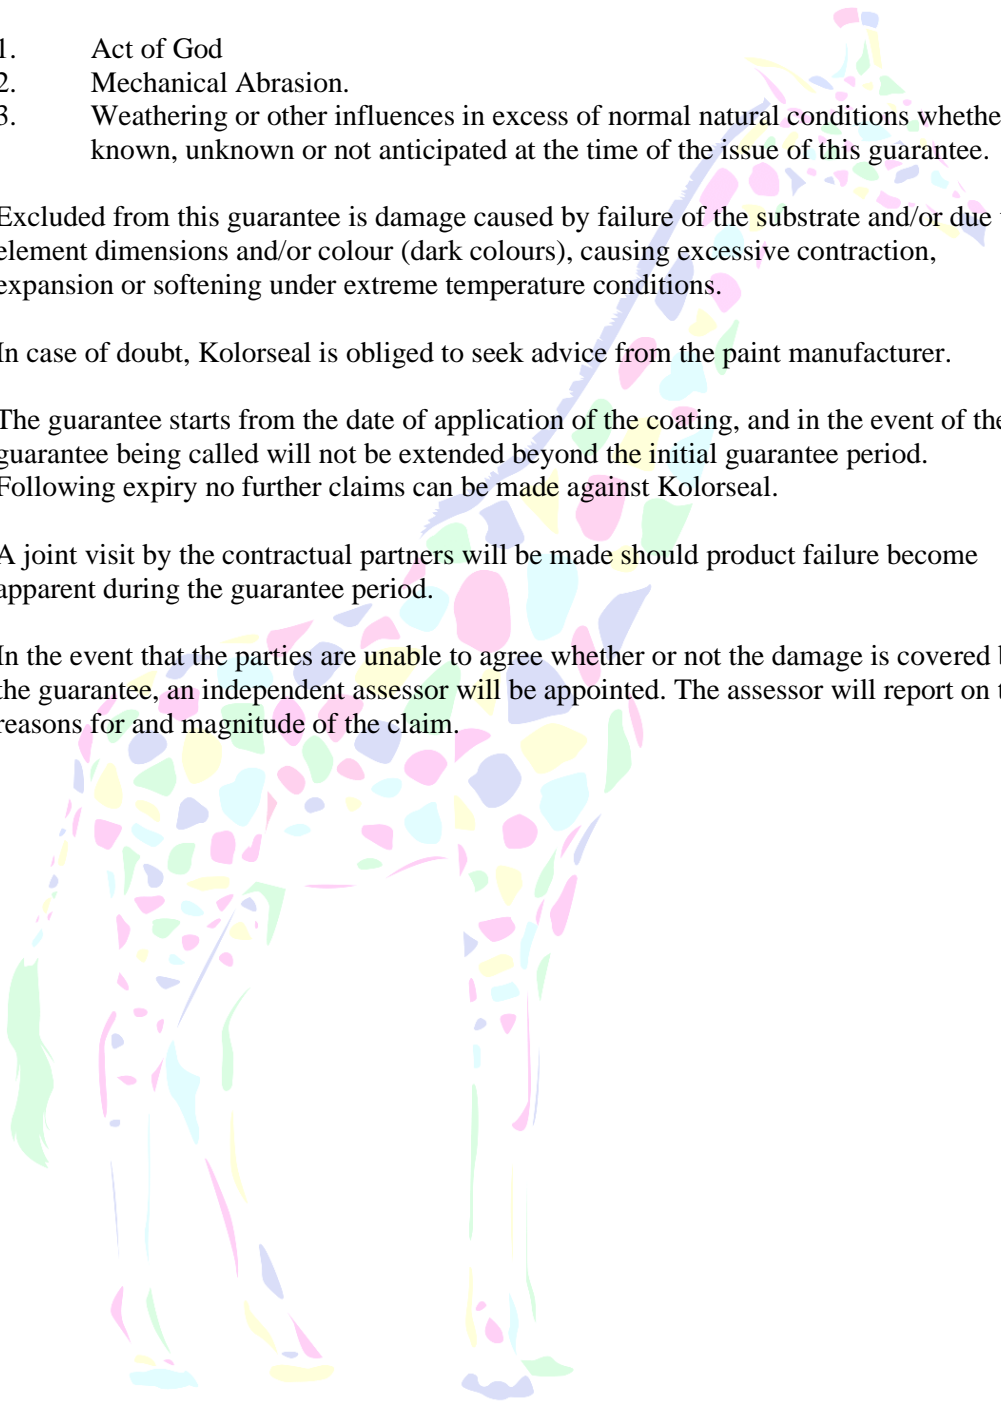 1. Act of God
2. Mechanical Abrasion.
3. Weathering or other influences in excess of normal natural conditions whethe
known, unknown or not anticipated at the time of the issue of this guarantee.
Excluded from this guarantee is damage caused by failure of the substrate and/or due
element dimensions and/or colour (dark colours), causing excessive contraction,
expansion or softening under extreme temperature conditions.
In case of doubt, Kolorseal is obliged to seek advice from the paint manufacturer.
The guarantee starts from the date of application of the coating, and in the event of the
guarantee being called will not be extended beyond the initial guarantee period.
Following expiry no further claims can be made against Kolorseal.
A joint visit by the contractual partners will be made should product failure become
apparent during the guarantee period.
In the event that the parties are unable to agree whether or not the damage is covered
the guarantee, an independent assessor will be appointed. The assessor will report on
reasons for and magnitude of the claim.